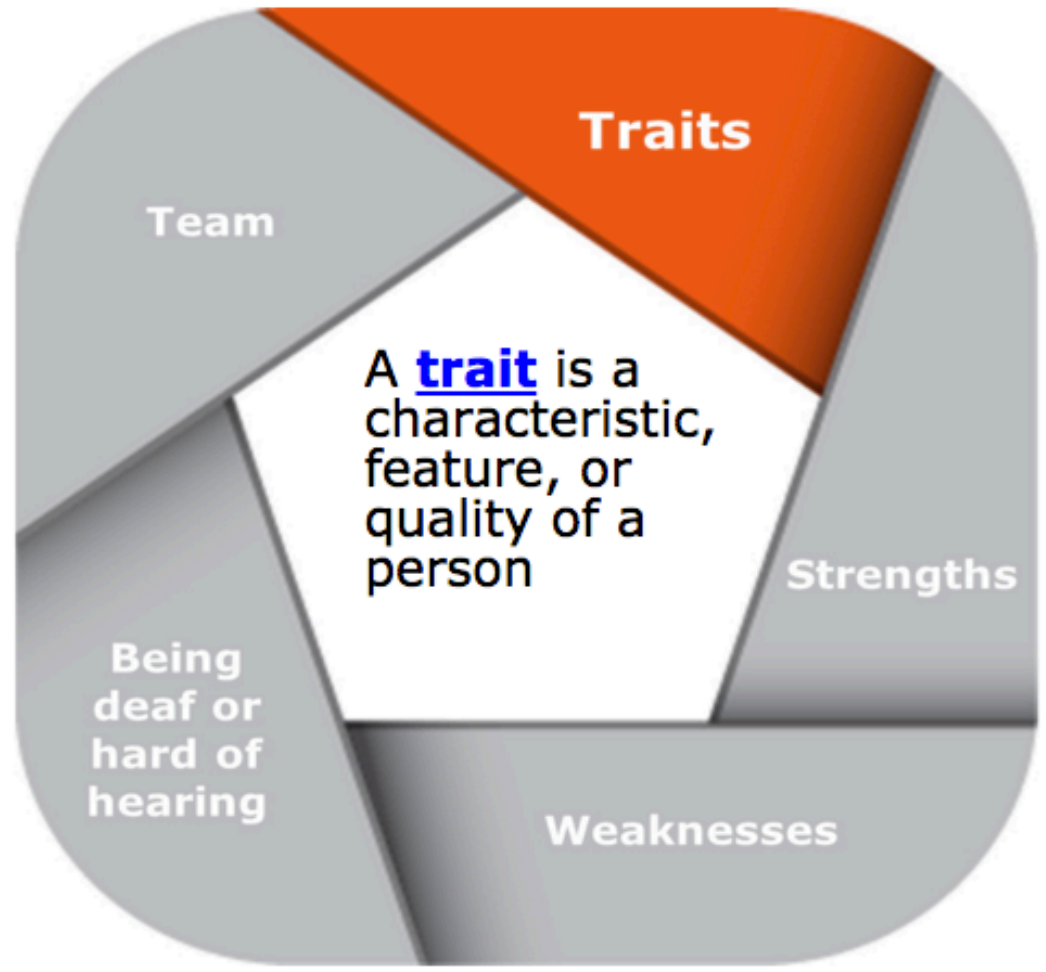 Traits
Team
A trait is a
characteristic,
feature, or
quality of a
person
Strengths
Being
deaf or
hard of
hearing
Weaknesses